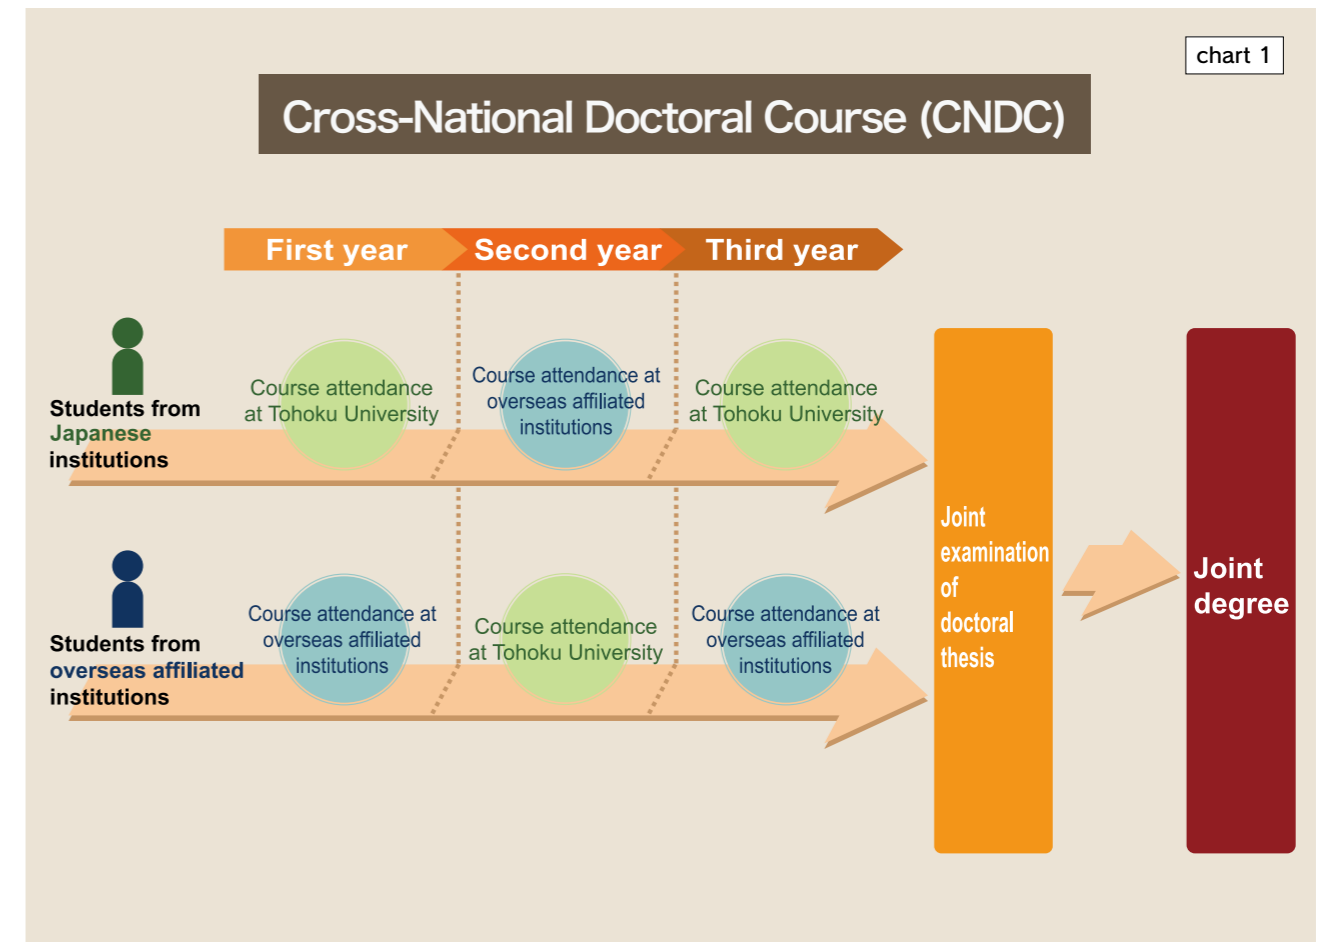 chart 1
Cross-National Doctoral Course (CNDC)
First year
Second year
Third year
Students from
Japanese
institutions
Course attendance
at Tohoku University
Course attendance at
overseas affiliated
institutions
Course attendance
at Tohoku University
Students from
overseas affiliated
institutions
Course attendance at
overseas affiliated
institutions
Course attendance
at Tohoku University
Course attendance at
overseas affiliated
institutions
Joint
examination
of
doctoral
thesis
Joint
degree